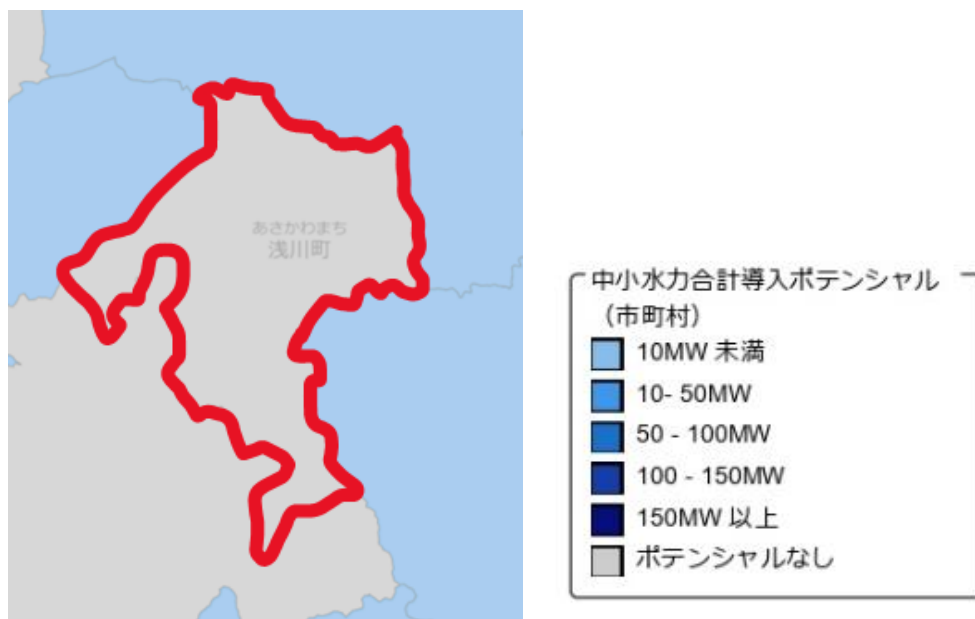 あさかわまち
浅川町
中小水力合計導入ポテンシャル
(市町村)
10MW 未満
10- 50MW
50 - 100MW
100 - 150MW
150MW 以上
ポテンシャルなし